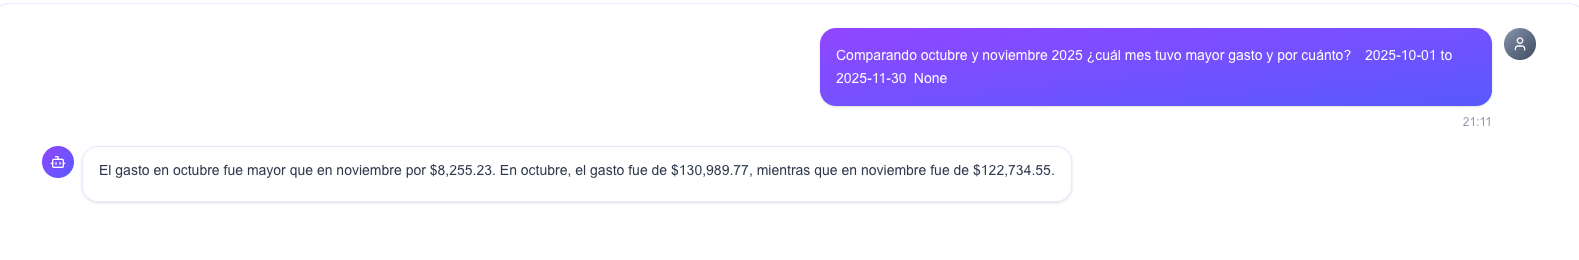 Comparando octubre y noviembre 2025 ¿cuál mes tuvo mayor gasto y por cuánto?    2025-10-01 to
2025-11-30  None
21:11
El gasto en octubre fue mayor que en noviembre por $8,255.23. En octubre, el gasto fue de $130,989.77, mientras que en noviembre fue de $122,734.55.